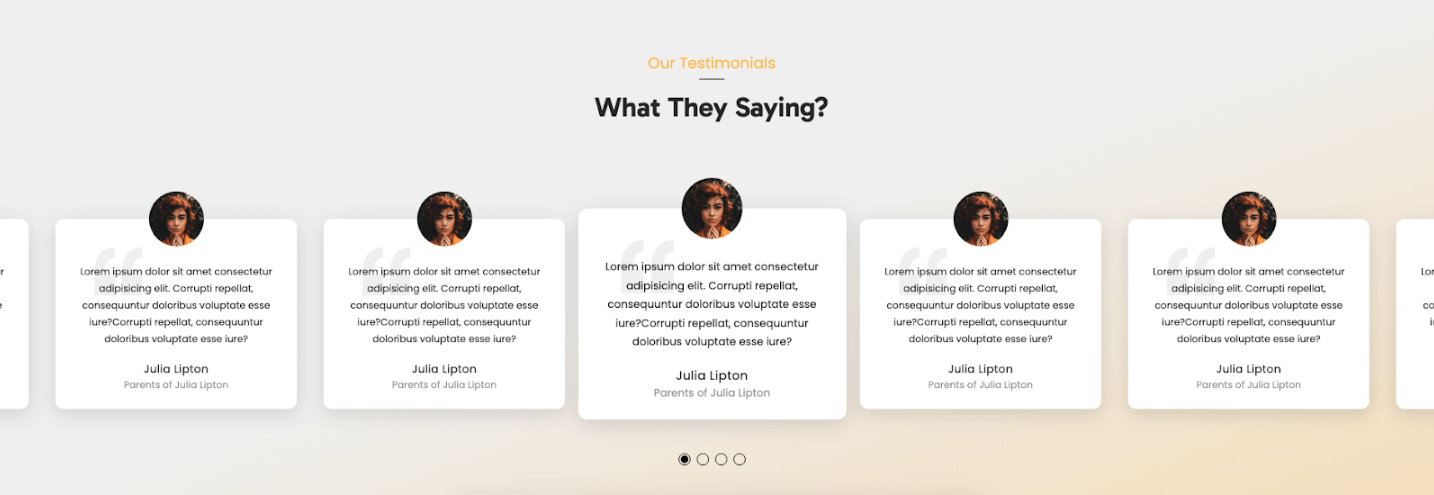 Our Testimonials
What They Saying?
Lorem ipsum dolor sit amet consectetur
adipisicing elit. Corrupti repellat,
consequuntur doloribus voluptate esse
iure?Corrupti repellat, consequuntur
doloribus voluptate esse iure?
Julia Lipton
Parents of Julia Lipton
Lorem ipsum dolor sit amet consectetur
adipisicing elit. Corrupti repellat,
consequuntur doloribus voluptate esse
iure?Corrupti repellat, consequuntur
doloribus voluptate esse iure?
Julia Lipton
Parents of Julia Lipton
Lorem ipsum dolor sit amet consectetur
adipisicing elit. Corrupti repellat,
consequuntur doloribus voluptate esse
iure?Corrupti repellat, consequuntur
doloribus voluptate esse iure?
Julia Lipton
Parents of Julia Lipton
Lorem ipsum dolor sit amet consectetur
adipisicing elit. Corrupti repellat,
consequuntur doloribus voluptate esse
iure?Corrupti repellat, consequuntur
doloribus voluptate esse iure?
Julia Lipton
Parents of Julia Lipton
Lorem ipsum dolor sit amet consectetur
adipisicing elit. Corrupti repellat,
consequuntur doloribus voluptate esse
iure?Corrupti repellat, consequuntur
doloribus voluptate esse iure?
Julia Lipton
Parents of Julia Lipton